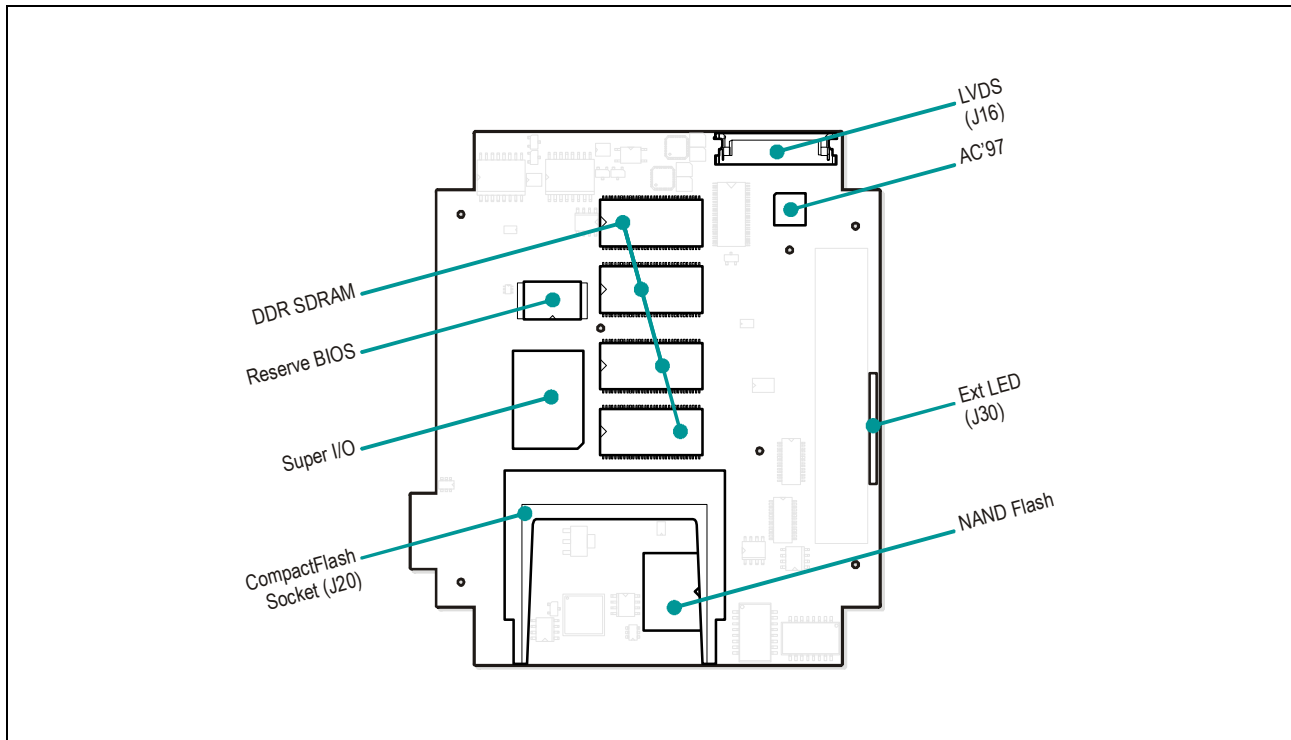 LVDS
(J16)
AC'97
DDR SDRAM
Reserve BIOS
Super I/O
Ext LED
(J30)
NAND Flash
CompactFlash
Socket (J20)